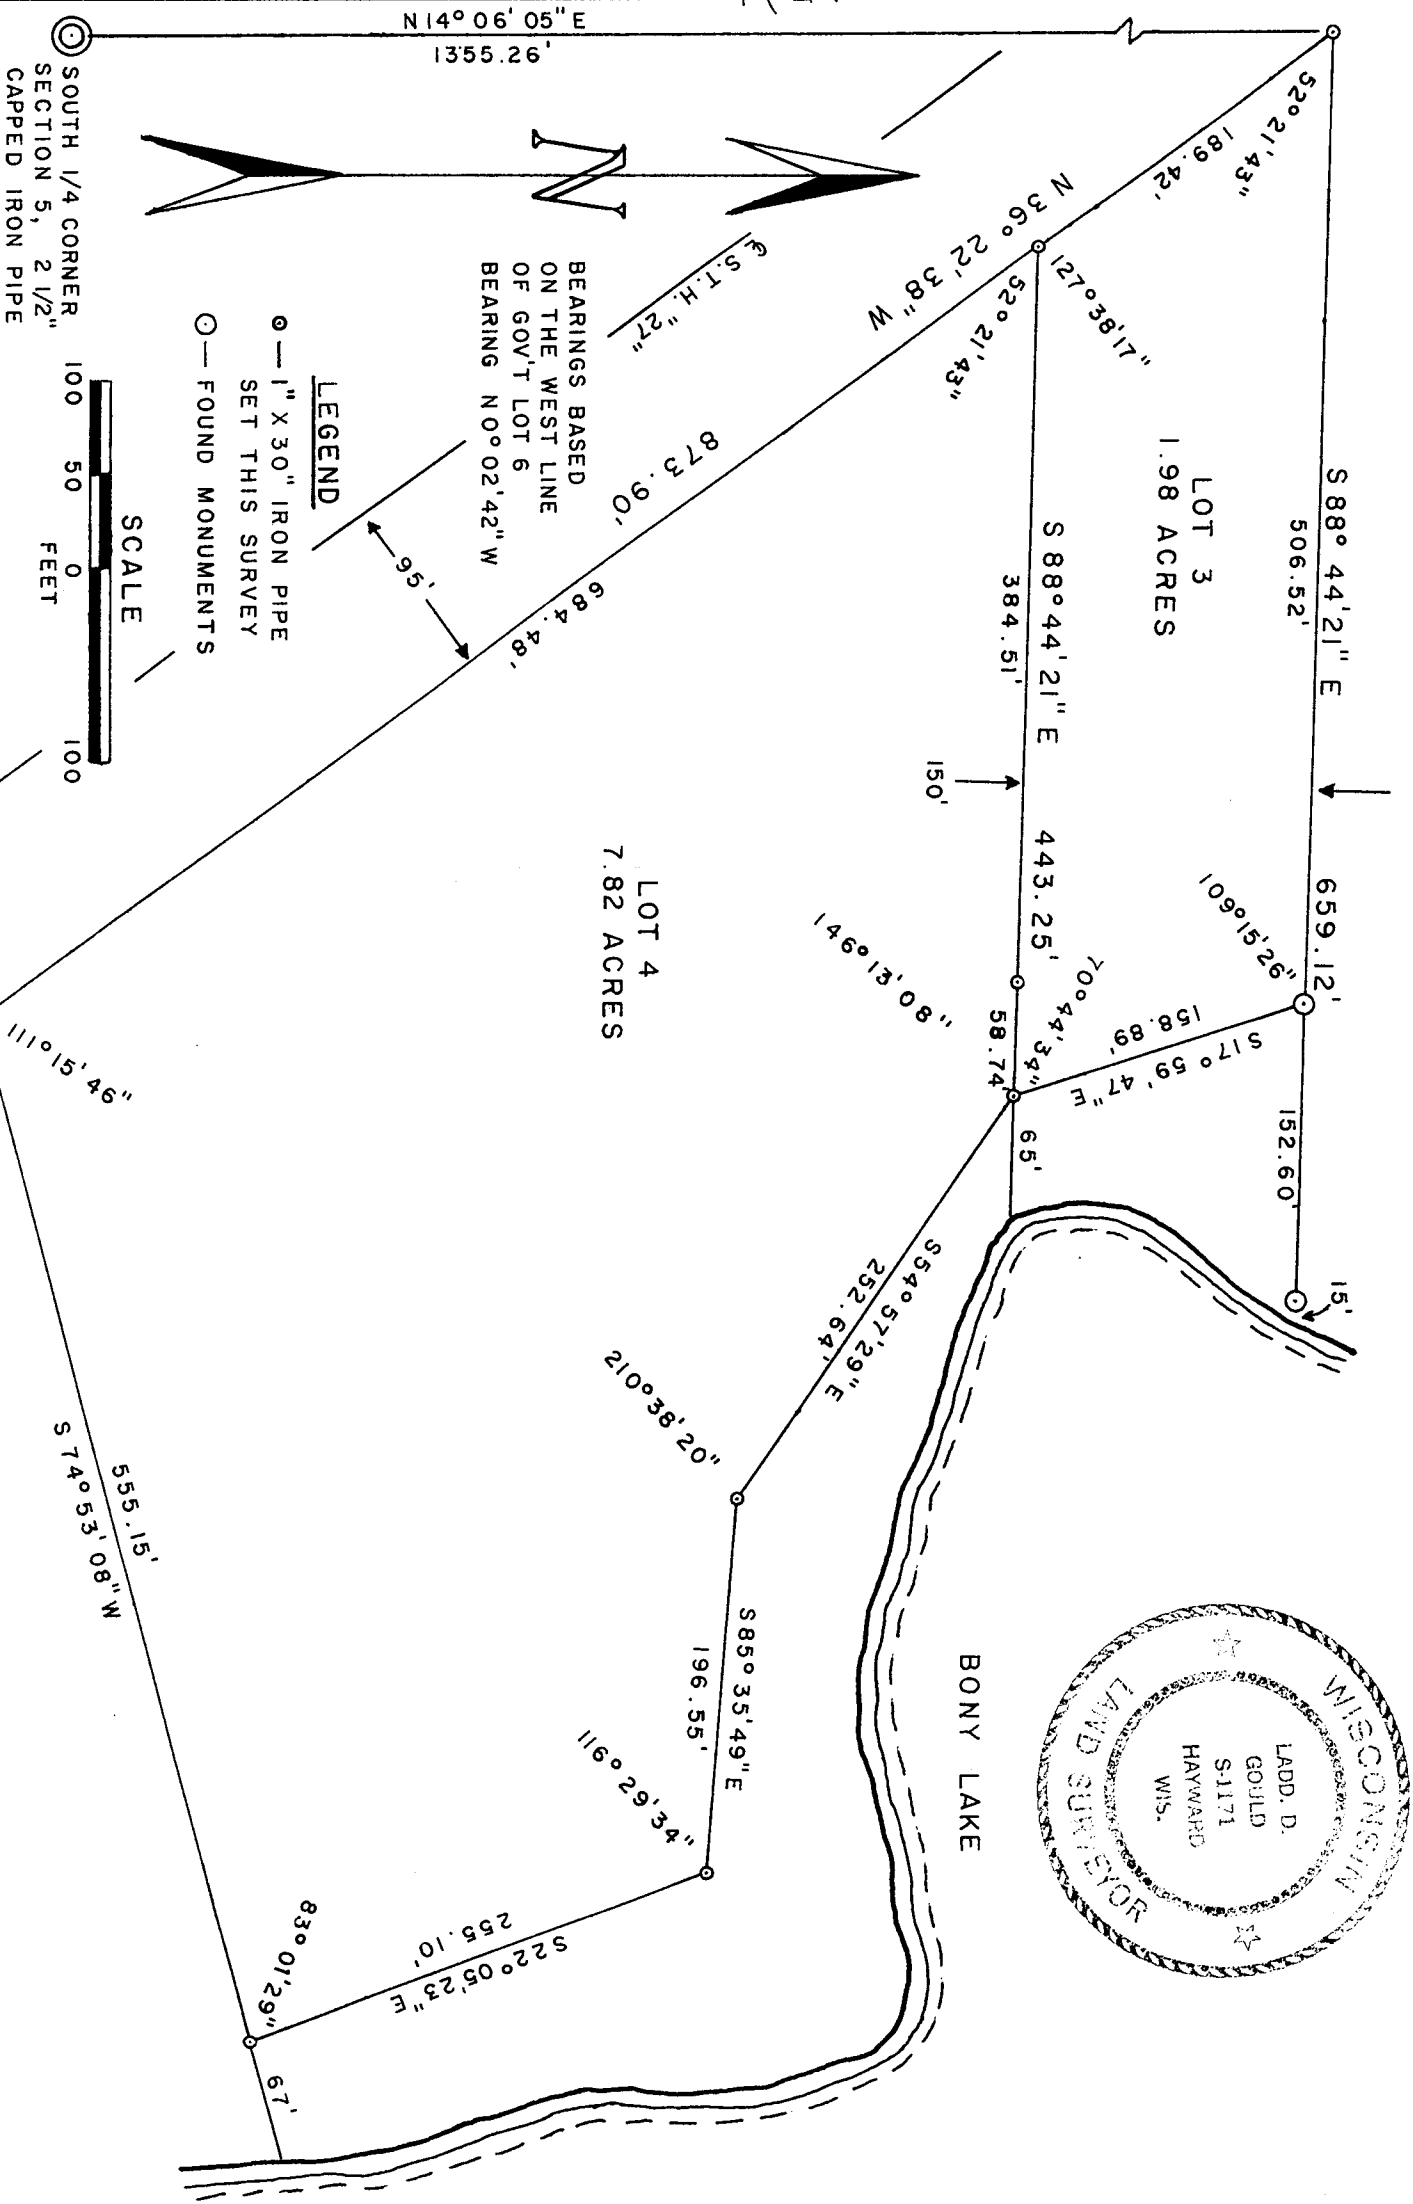 N 14° 06' 05" E
1355.26'
SOUTH 1/4 CORNER
SECTION 5, 2 1/2"
CAPPED IRON PIPE
52° 21' 43"
189.42'
N 36° 22' 38" W
127° 38' 17"
52° 21' 43"
S 88° 44' 21" E
506.52'
659.12'
LOT 3
1.98 ACRES
S 88° 44' 21" E
384.51'
443.25'
150'
109° 15' 26"
158.89'
S 17° 59' 47" E
152.60'
15'
70° 44' 34"
58.74'
65'
146° 13' 08"
℄ S.T.H. "27"
BEARINGS BASED
ON THE WEST LINE
OF GOV'T LOT 6
BEARING N 0° 02' 42" W
873.90'
684.48'
95'
LEGEND
1" X 30" IRON PIPE
SET THIS SURVEY
FOUND MONUMENTS
SCALE
100 50 0 100
FEET
LOT 4
7.82 ACRES
S 54° 57' 29" E
252.64'
210° 38' 20"
S 85° 35' 49" E
196.55'
116° 29' 34"
S 22° 05' 23" E
255.10'
83° 01' 29"
67'
111° 15' 46"
555.15'
S 74° 53' 08" W
BONY LAKE
WISCONSIN
LADD. D.
GOULD
S-1171
HAYWARD
WIS.
LAND SURVEYOR